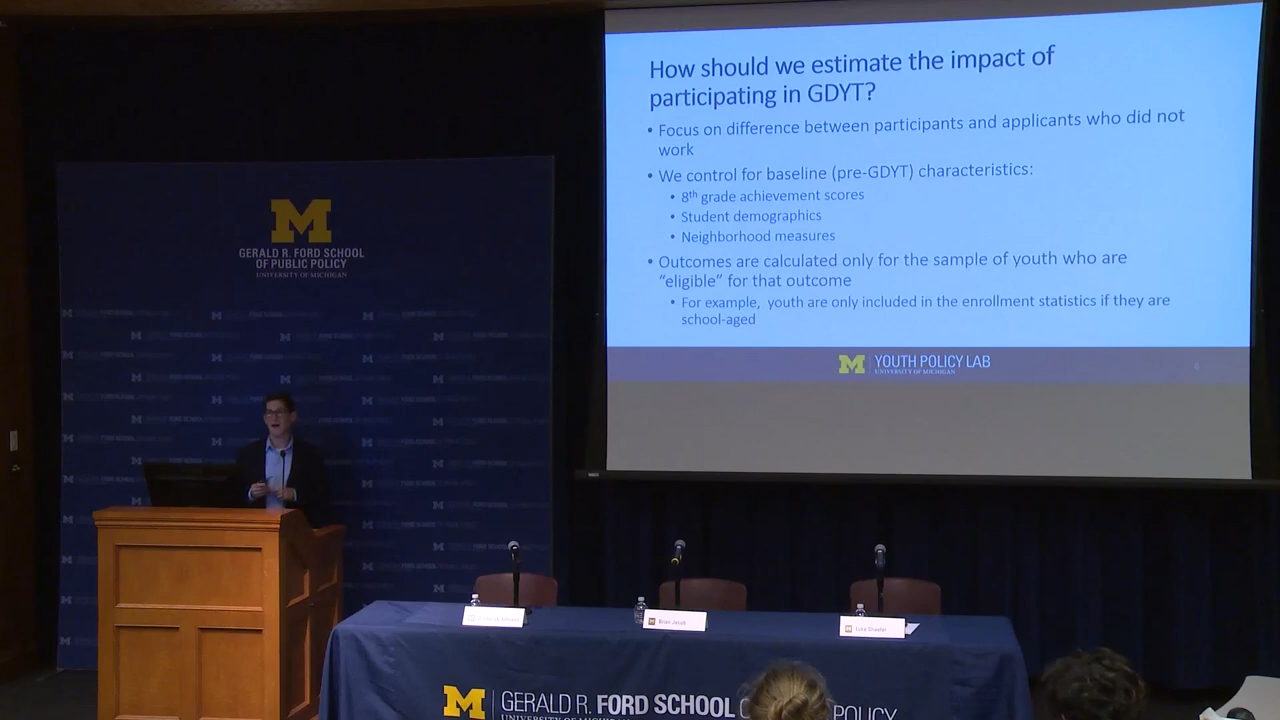 How should we estimate the impact of
participating in GDYT?
• Focus on difference between participants and applicants who did not
work
• We control for baseline (pre-GDYT) characteristics:
• 8th grade achievement scores
• Student demographics
• Neighborhood measures
• Outcomes are calculated only for the sample of youth who are
"eligible" for that outcome
• For example, youth are only included in the enrollment statistics if they are
school-aged
M YOUTH POLICY LAB
UNIVERSITY OF MICHIGAN
M
GERALD R. FORD SCHOOL
OF PUBLIC POLICY
UNIVERSITY OF MICHIGAN
Brian Jacob
Luke Shaefer
M GERALD R. FORD SCHOOL POLICY
UNIVERSITY OF